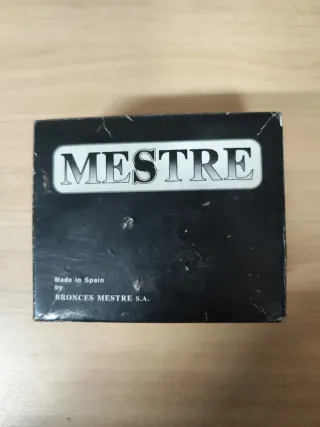 MESTRE
Made in Spain
by
BRONCES MESTRE S.A.